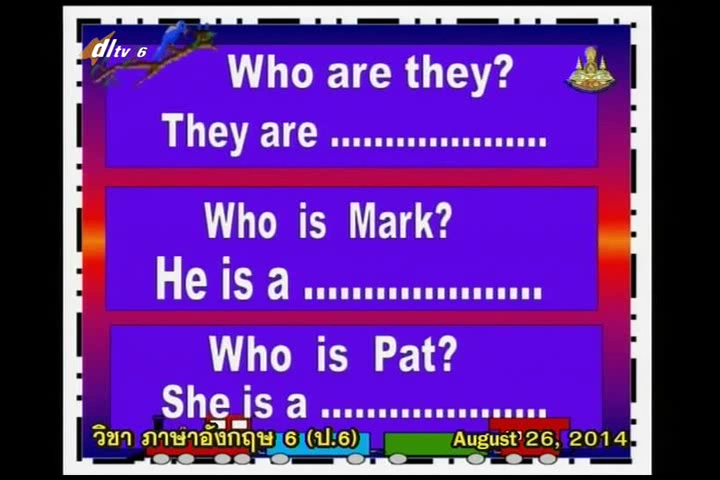 dltv 6
Who are they?
They are ....................
Who is Mark?
He is a ......................
Who is Pat?
She is a .....................
วิชา ภาษาอังกฤษ 6 (ป.6) August 26, 2014